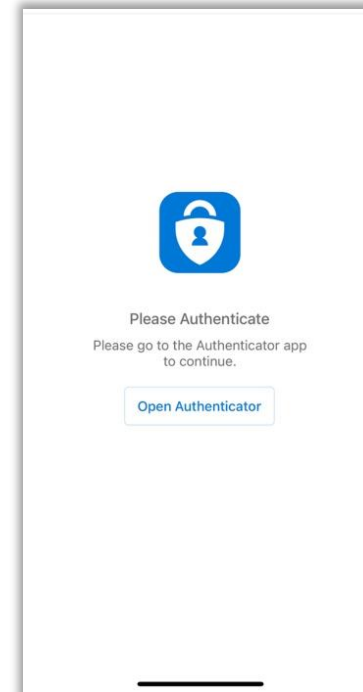 Please Authenticate
Please go to the Authenticator app
to continue.
Open Authenticator